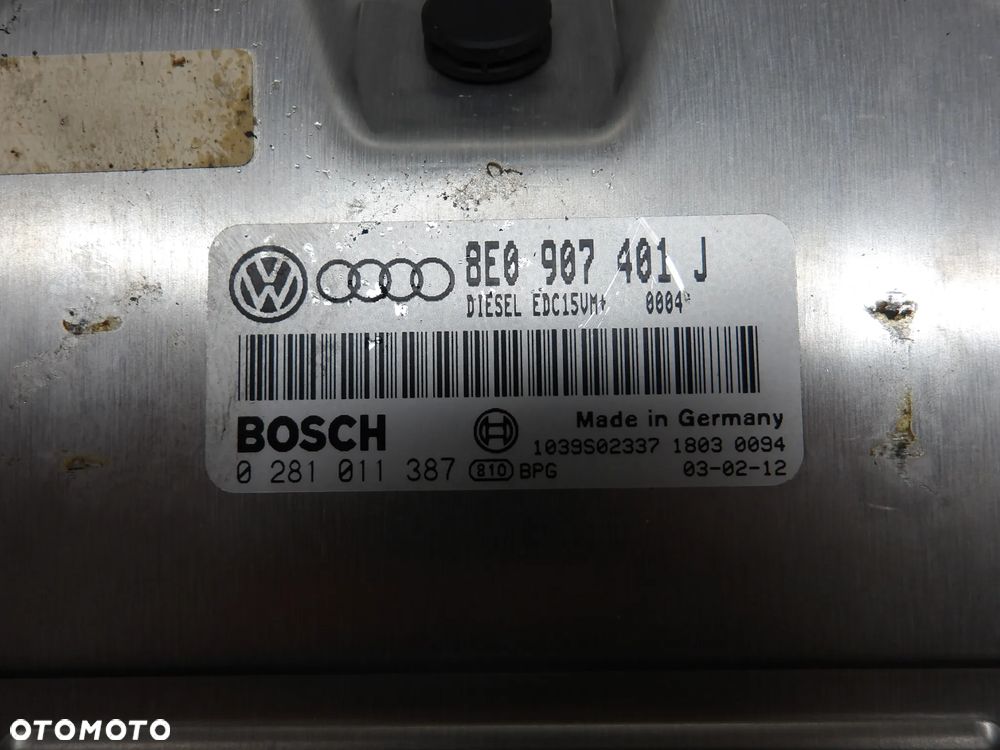 8E0 907 401 J
DIESEL EDC15VM+ 0004
BOSCH
Made in Germany
1039S02337 1803 0094
0 281 011 387 810 BPG 03-02-12
OTOMOTO